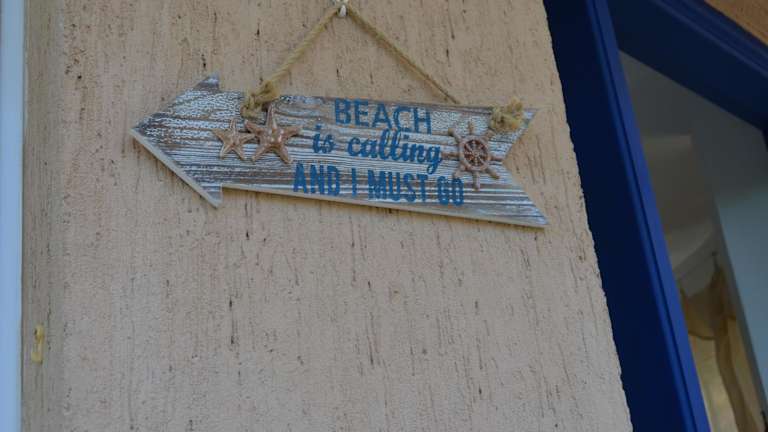 BEACH
is calling
AND I MUST GO